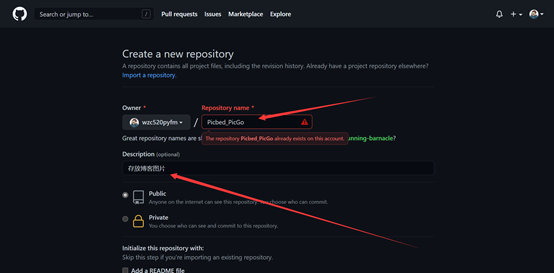 Search or jump to... /
Pull requests Issues Marketplace Explore
Create a new repository
A repository contains all project files, including the revision history. Already have a project repository elsewhere?
Import a repository.
Owner * Repository name *
wzc520pyfm / Picbed_PicGo
The repository Picbed_PicGo already exists on this account.
Great repository names are s unning-barnacle?
Description (optional)
存放博客图片
Public
Anyone on the internet can see this repository. You choose who can commit.
Private
You choose who can see and commit to this repository.
Initialize this repository with:
Skip this step if you're importing an existing repository.
Add a README file